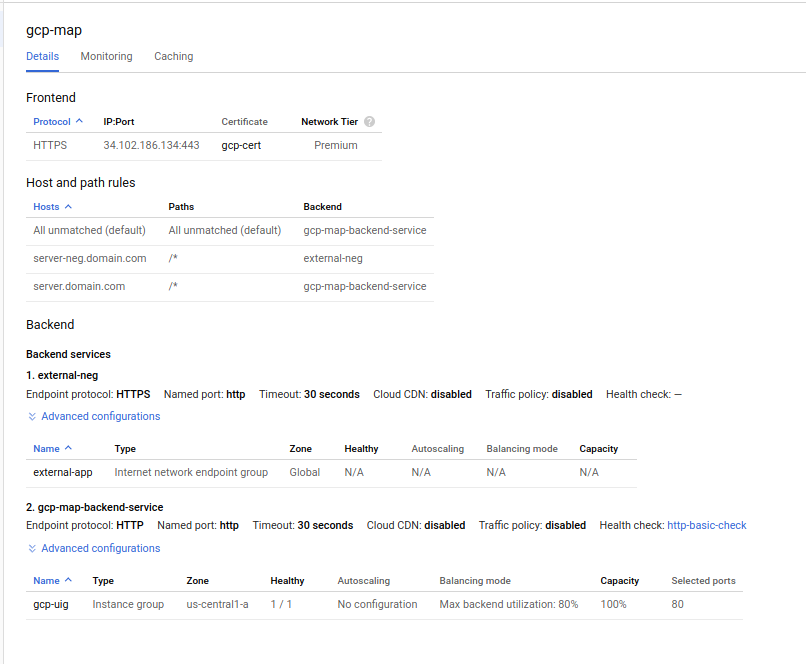 gcp-map
Details Monitoring Caching
Frontend
Protocol IP:Port Certificate Network Tier ?
HTTPS 34.102.186.134:443 gcp-cert Premium
Host and path rules
Hosts Paths Backend
All unmatched (default) All unmatched (default) gcp-map-backend-service
server-neg.domain.com /* external-neg
server.domain.com /* gcp-map-backend-service
Backend
Backend services
1. external-neg
Endpoint protocol: HTTPS Named port: http Timeout: 30 seconds Cloud CDN: disabled Traffic policy: disabled Health check: —
Advanced configurations
Name Type Zone Healthy Autoscaling Balancing mode Capacity
external-app Internet network endpoint group Global N/A N/A N/A N/A
2. gcp-map-backend-service
Endpoint protocol: HTTP Named port: http Timeout: 30 seconds Cloud CDN: disabled Traffic policy: disabled Health check: http-basic-check
Advanced configurations
Name Type Zone Healthy Autoscaling Balancing mode Capacity Selected ports
gcp-uig Instance group us-central1-a 1 / 1 No configuration Max backend utilization: 80% 100% 80